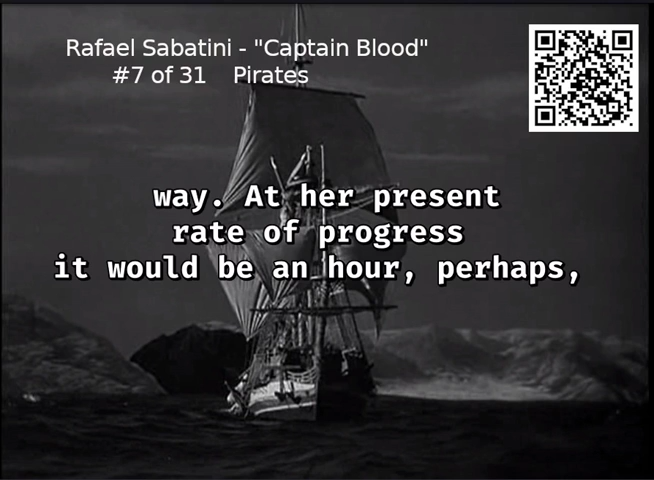 Rafael Sabatini - "Captain Blood"
#7 of 31    Pirates
way. At her present
rate of progress
it would be an hour, perhaps,